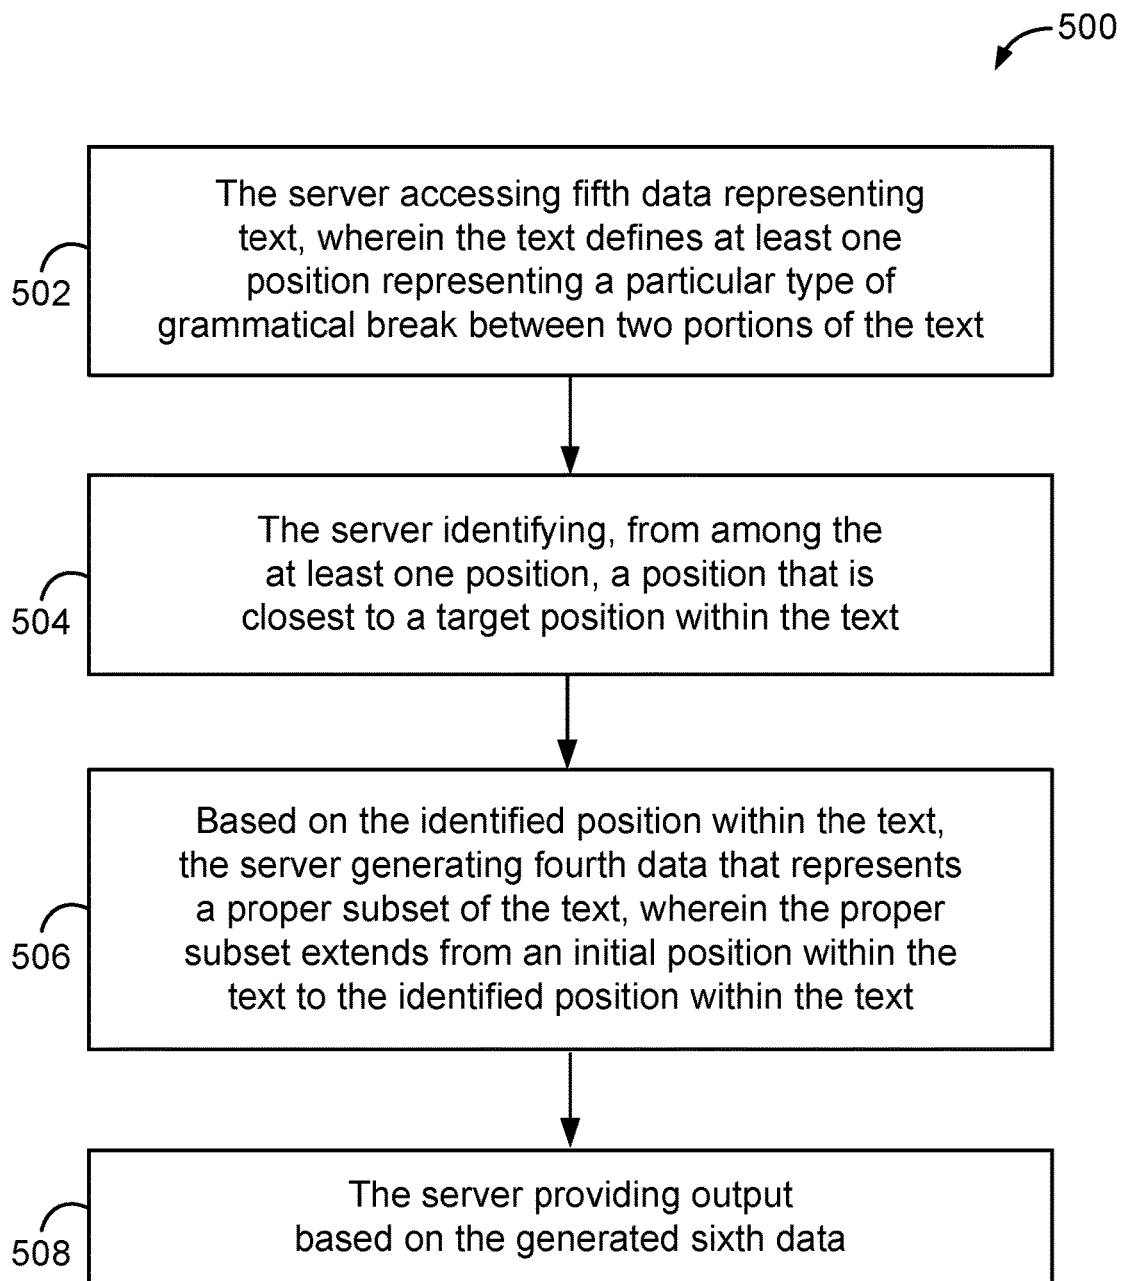 500
The server accessing fifth data representing
text, wherein the text defines at least one
position representing a particular type of
grammatical break between two portions of the text
502
The server identifying, from among the
at least one position, a position that is
closest to a target position within the text
504
Based on the identified position within the text,
the server generating fourth data that represents
a proper subset of the text, wherein the proper
subset extends from an initial position within the
text to the identified position within the text
506
The server providing output
based on the generated sixth data
508